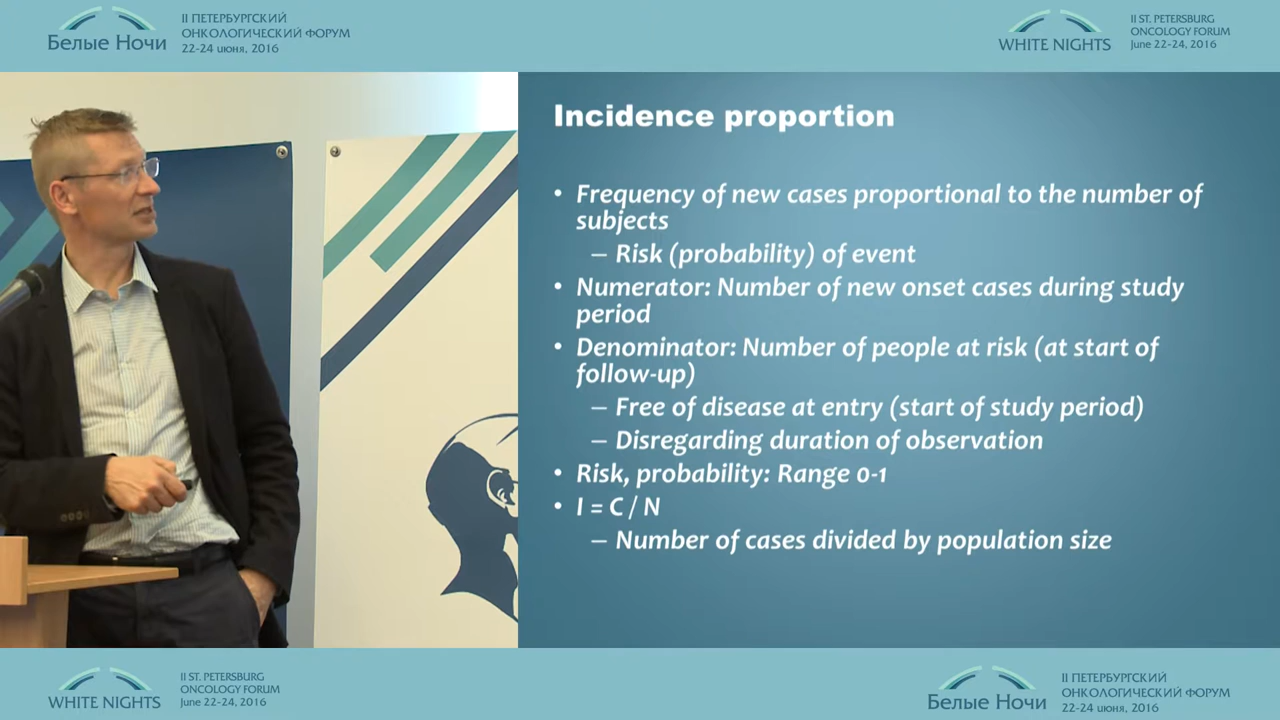 Белые Ночи
II ПЕТЕРБУРГСКИЙ
ОНКОЛОГИЧЕСКИЙ ФОРУМ
22-24 июня, 2016
WHITE NIGHTS
II ST. PETERSBURG
ONCOLOGY FORUM
June 22-24, 2016
Incidence proportion
• Frequency of new cases proportional to the number of
subjects
– Risk (probability) of event
• Numerator: Number of new onset cases during study
period
• Denominator: Number of people at risk (at start of
follow-up)
– Free of disease at entry (start of study period)
– Disregarding duration of observation
• Risk, probability: Range 0-1
• I = C / N
– Number of cases divided by population size
WHITE NIGHTS
II ST. PETERSBURG
ONCOLOGY FORUM
June 22-24, 2016
Белые Ночи
II ПЕТЕРБУРГСКИЙ
ОНКОЛОГИЧЕСКИЙ ФОРУМ
22-24 июня, 2016